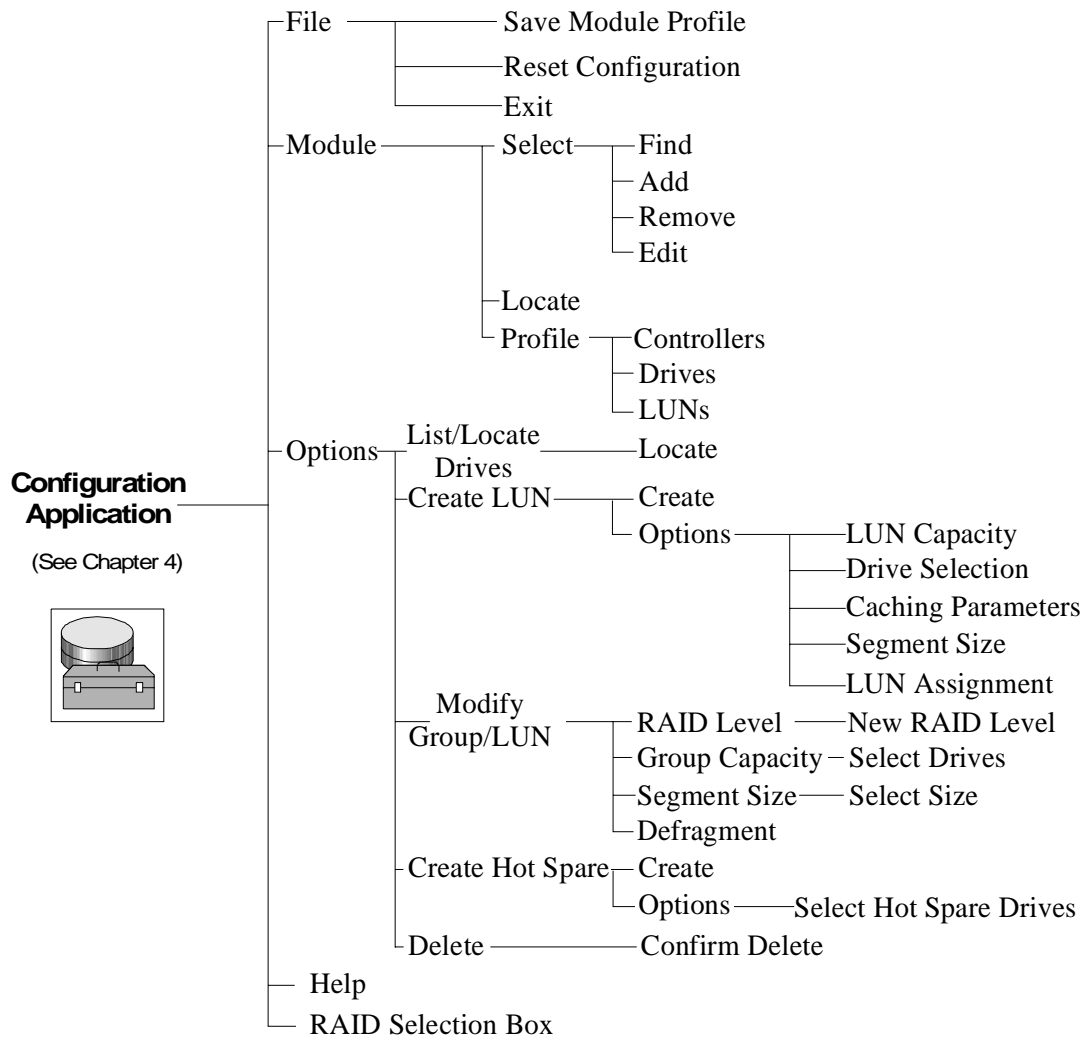 File
Save Module Profile
Reset Configuration
Exit
Module
Select
Find
Add
Remove
Edit
Locate
Profile
Controllers
Drives
LUNs
Options
List/Locate
Drives
Locate
Configuration
Application
(See Chapter 4)
Create LUN
Create
Options
LUN Capacity
Drive Selection
Caching Parameters
Segment Size
LUN Assignment
Modify
Group/LUN
RAID Level
New RAID Level
Group Capacity
Select Drives
Segment Size
Select Size
Defragment
Create Hot Spare
Create
Options
Select Hot Spare Drives
Delete
Confirm Delete
Help
RAID Selection Box